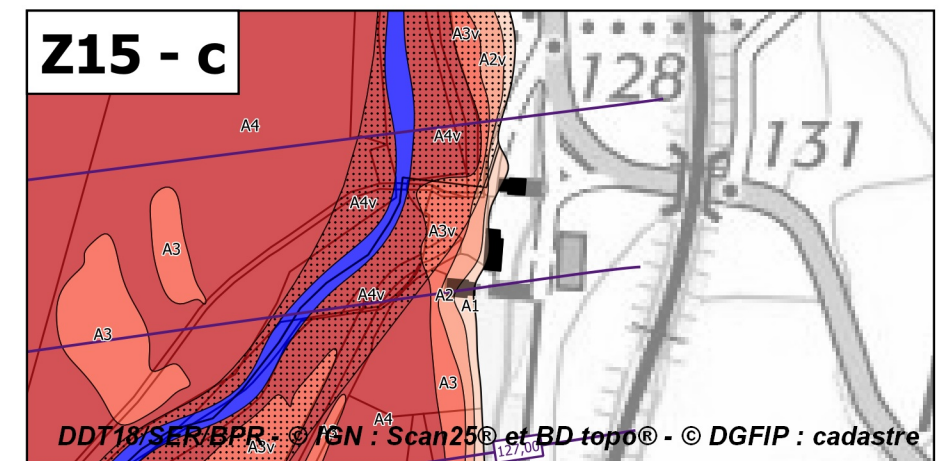 Z15 - c
A3v
A2v
128
A4
A4v
131
A4v
A3v
A3
A4v
A2
A1
A3
A3
A4
DDT18/SER/BPR - © IGN : Scan25® et BD topo® - © DGFIP : cadastre
A3v
127,00